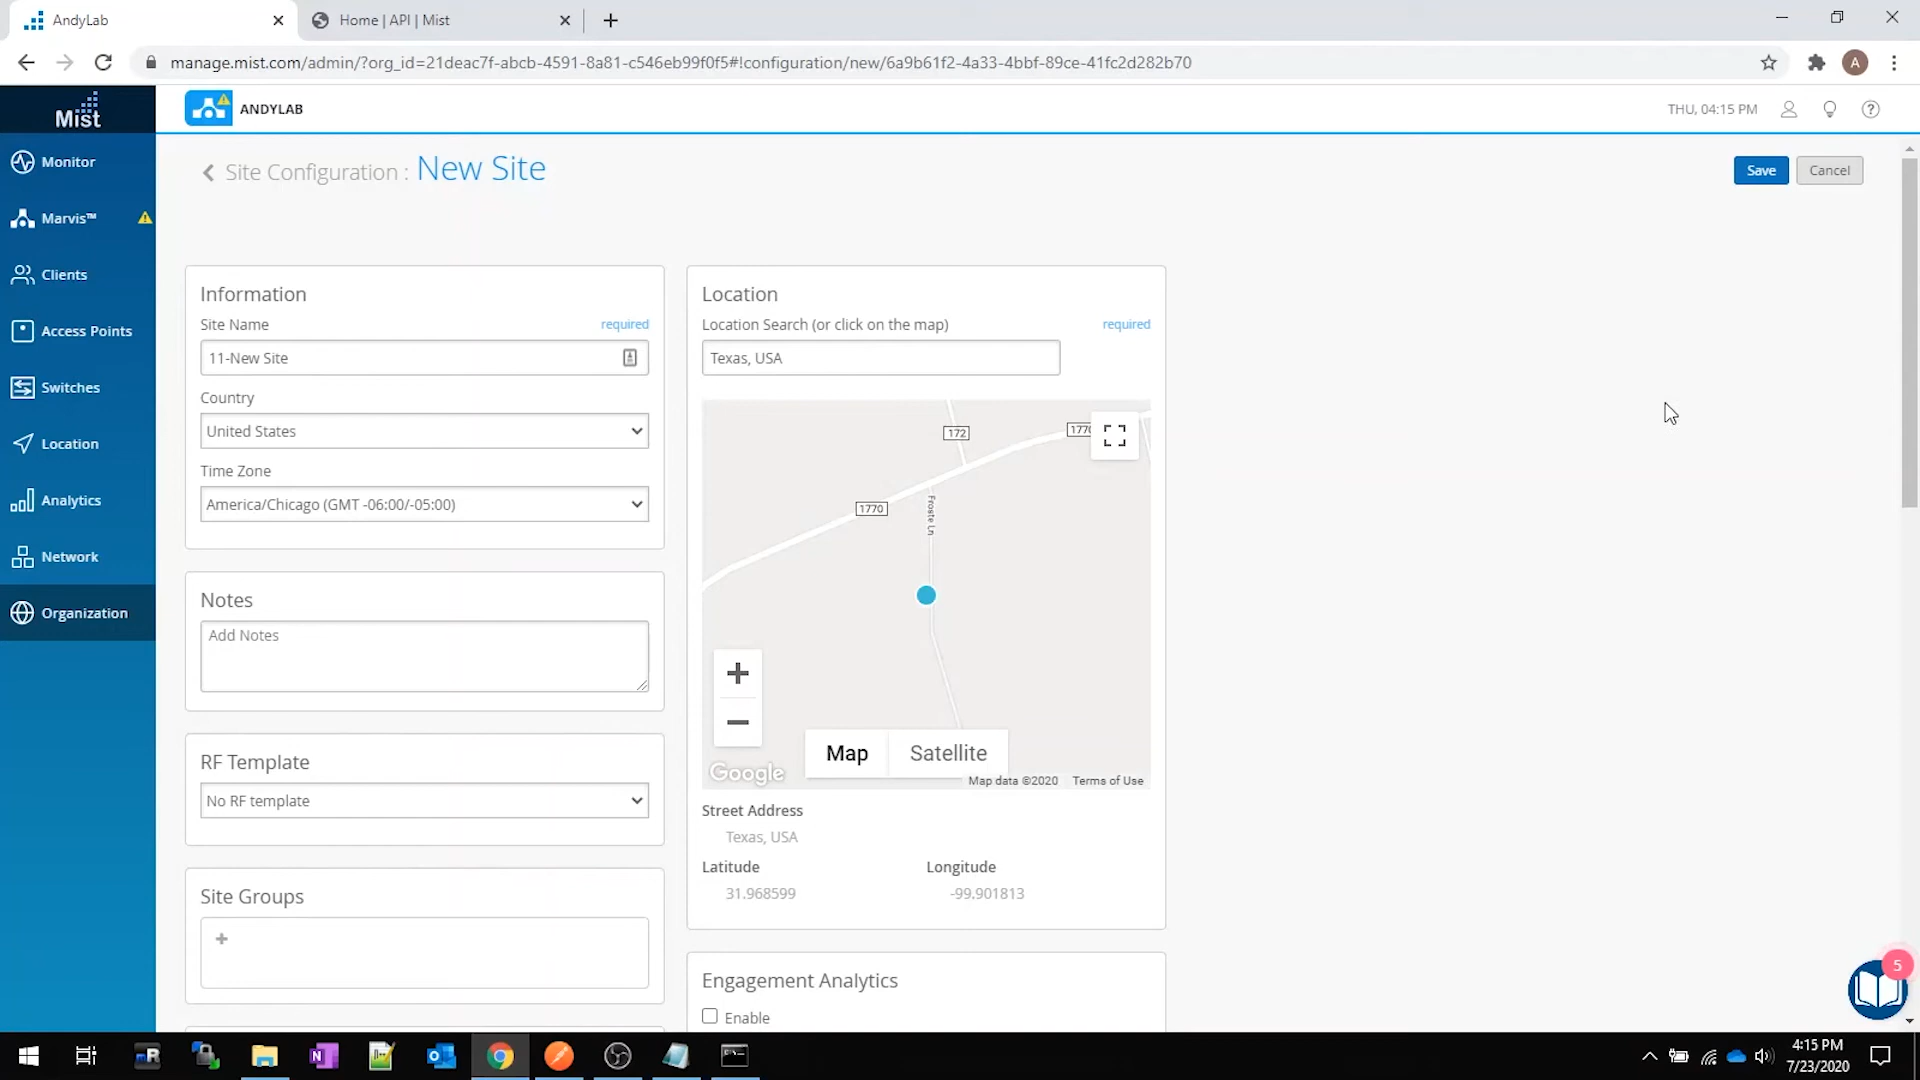 AndyLab
Home | API | Mist
manage.mist.com/admin/?org_id=21deac7f-abcb-4591-8a81-c546eb99f0f5#!configuration/new/6a9b61f2-4a33-4bbf-89ce-41fc2d282b70
A
Mist
ANDYLAB
THU, 04:15 PM
Monitor
Marvis™
Clients
Access Points
Switches
Location
Analytics
Network
Organization
Site Configuration : New Site
Save
Cancel
Information
Site Name
required
11-New Site
Country
United States
Time Zone
America/Chicago (GMT -06:00/-05:00)
Notes
Add Notes
RF Template
No RF template
Site Groups
+
Location
Location Search (or click on the map)
required
Texas, USA
172
1770
1770
Froste Ln
Map
Satellite
Google
Map data ©2020
Terms of Use
Street Address
Texas, USA
Latitude
Longitude
31.968599
-99.901813
Engagement Analytics
Enable
5
4:15 PM
7/23/2020